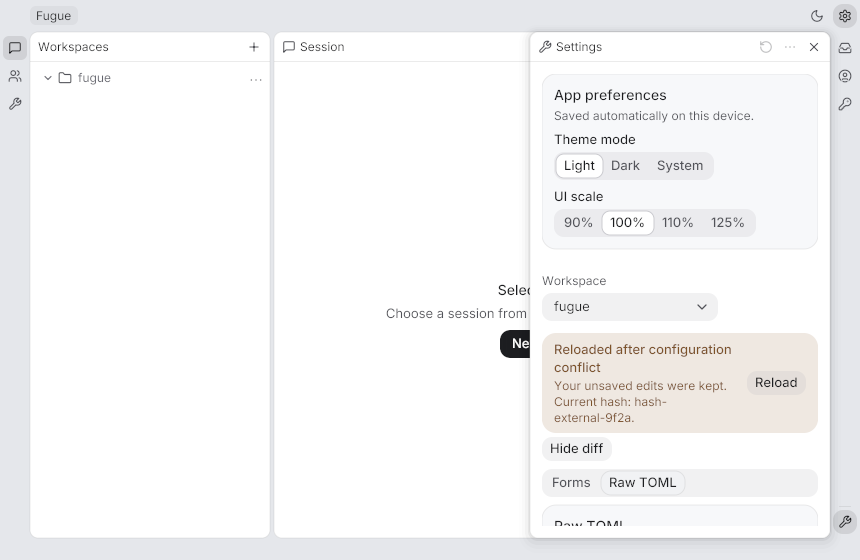 Fugue
Workspaces
fugue
Session
Choose a session from
Settings
App preferences
Saved automatically on this device.
Theme mode
Light Dark System
UI scale
90% 100% 110% 125%
Workspace
fugue
Reloaded after configuration
conflict
Your unsaved edits were kept.
Current hash: hash-
external-9f2a.
Reload
Hide diff
Forms Raw TOML
Raw TOML